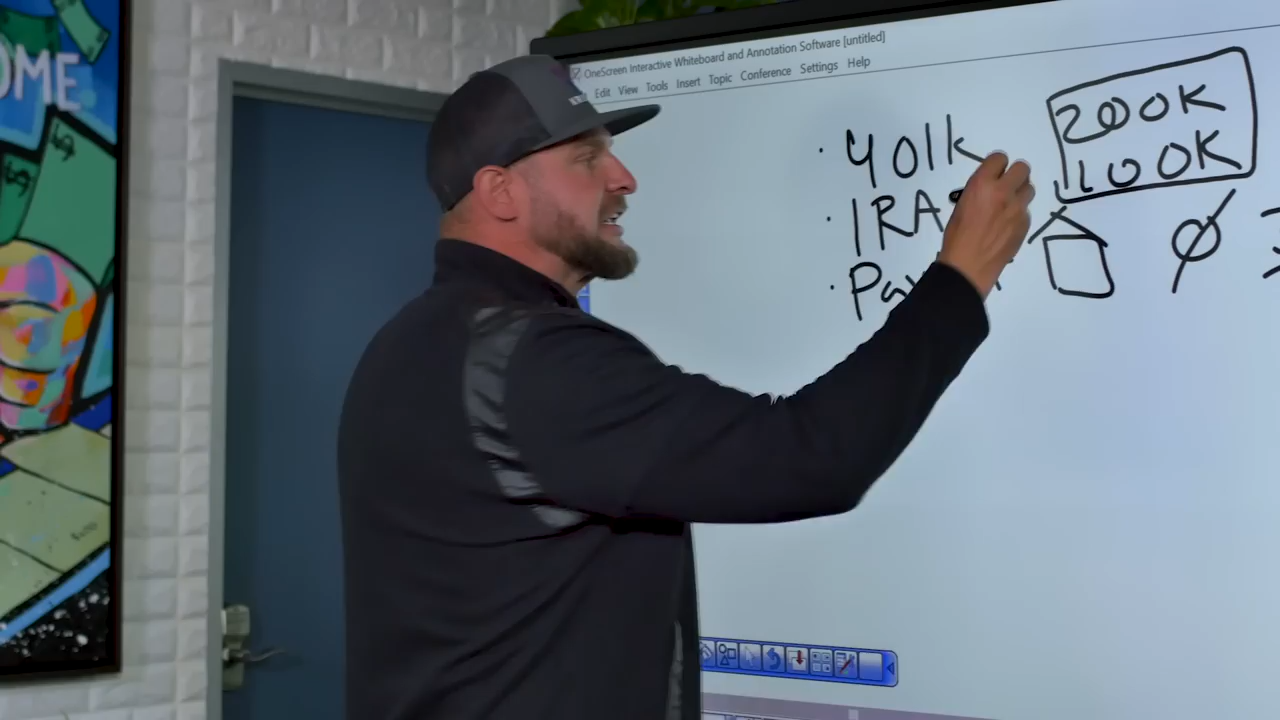 OME
OneScreen Interactive Whiteboard and Annotation Software [untitled]
Edit View Tools Insert Topic Conference Settings Help
· 401k
200K
100K
· IRA